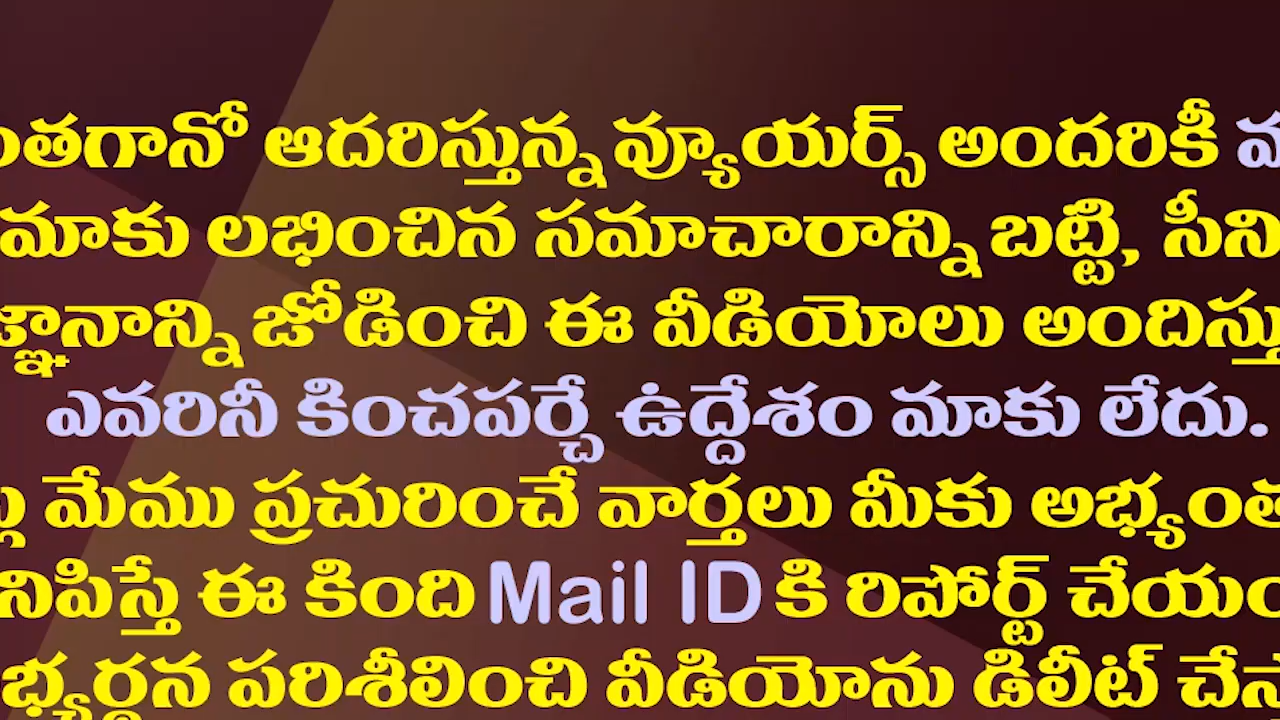 ఆదరిస్తున్న వ్యూయర్స్ అందరికీ
మాకు లభించిన సమాచారాన్ని బట్టి,
జోడించి ఈ వీడియోలు
ఎవరినీ కించపర్చే ఉద్దేశం మాకు లేదు.
మేము ప్రచురించే వార్తలు మీకు
ఈ కింది Mail ID కి రిపోర్ట్
పరిశీలించి వీడియోను డిలీట్